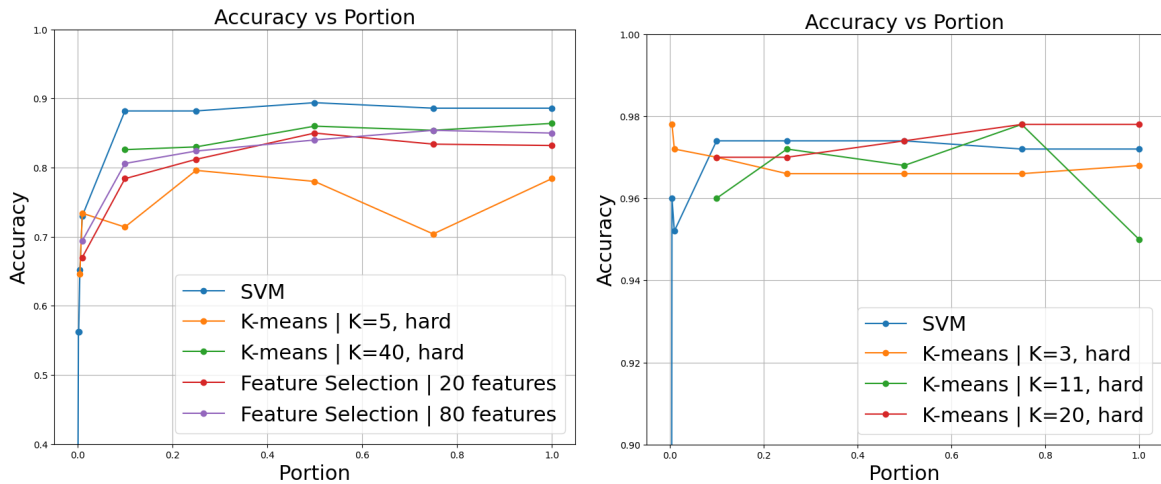 Accuracy vs Portion
1.0
0.9
0.8
0.7
0.6
0.5
0.4
Accuracy
0.0 0.2 0.4 0.6 0.8 1.0
Portion
SVM
K-means | K=5, hard
K-means | K=40, hard
Feature Selection | 20 features
Feature Selection | 80 features
Accuracy vs Portion
1.00
0.98
0.96
0.94
0.92
0.90
Accuracy
0.0 0.2 0.4 0.6 0.8 1.0
Portion
SVM
K-means | K=3, hard
K-means | K=11, hard
K-means | K=20, hard